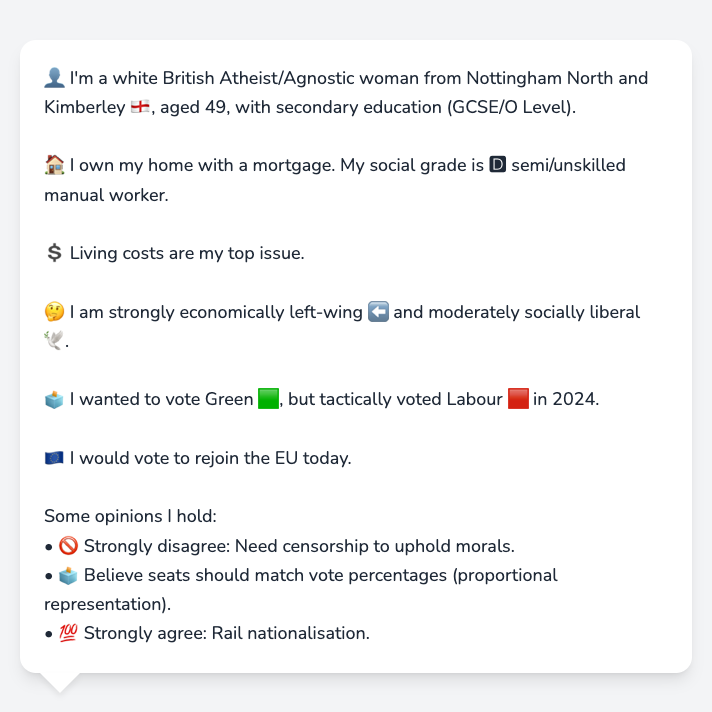 👤 I'm a white British Atheist/Agnostic woman from Nottingham North and
Kimberley 🏴󠁧󠁢󠁥󠁮󠁧󠁿, aged 49, with secondary education (GCSE/O Level).
🏠 I own my home with a mortgage. My social grade is 🅳 semi/unskilled
manual worker.
💲 Living costs are my top issue.
🤔 I am strongly economically left-wing ⬅️ and moderately socially liberal
🕊️.
🗳️ I wanted to vote Green 🟩, but tactically voted Labour 🟥 in 2024.
🇪🇺 I would vote to rejoin the EU today.
Some opinions I hold:
• 🚫 Strongly disagree: Need censorship to uphold morals.
• 🗳️ Believe seats should match vote percentages (proportional
representation).
• 💯 Strongly agree: Rail nationalisation.